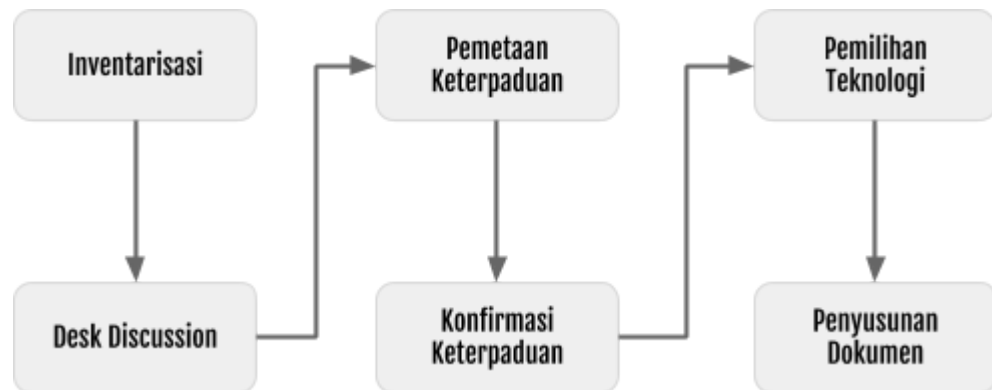 Inventarisasi
Desk Discussion
Pemetaan
Keterpaduan
Konfirmasi
Keterpaduan
Pemilihan
Teknologi
Penyusunan
Dokumen